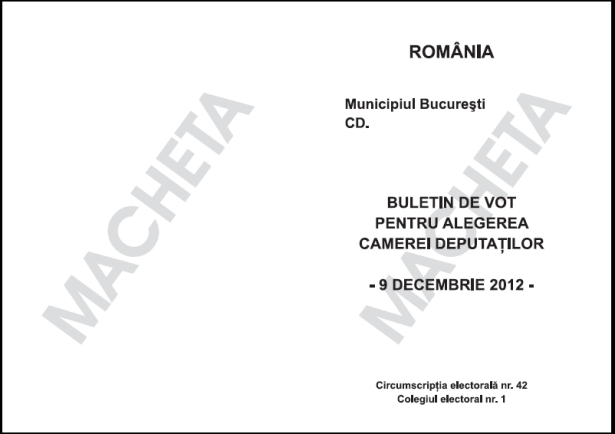 MACHETA
ROMÂNIA
Municipiul Bucureşti
CD.
MACHETA
BULETIN DE VOT
PENTRU ALEGEREA
CAMEREI DEPUTAŢILOR
- 9 DECEMBRIE 2012 -
Circumscripţia electorală nr. 42
Colegiul electoral nr. 1